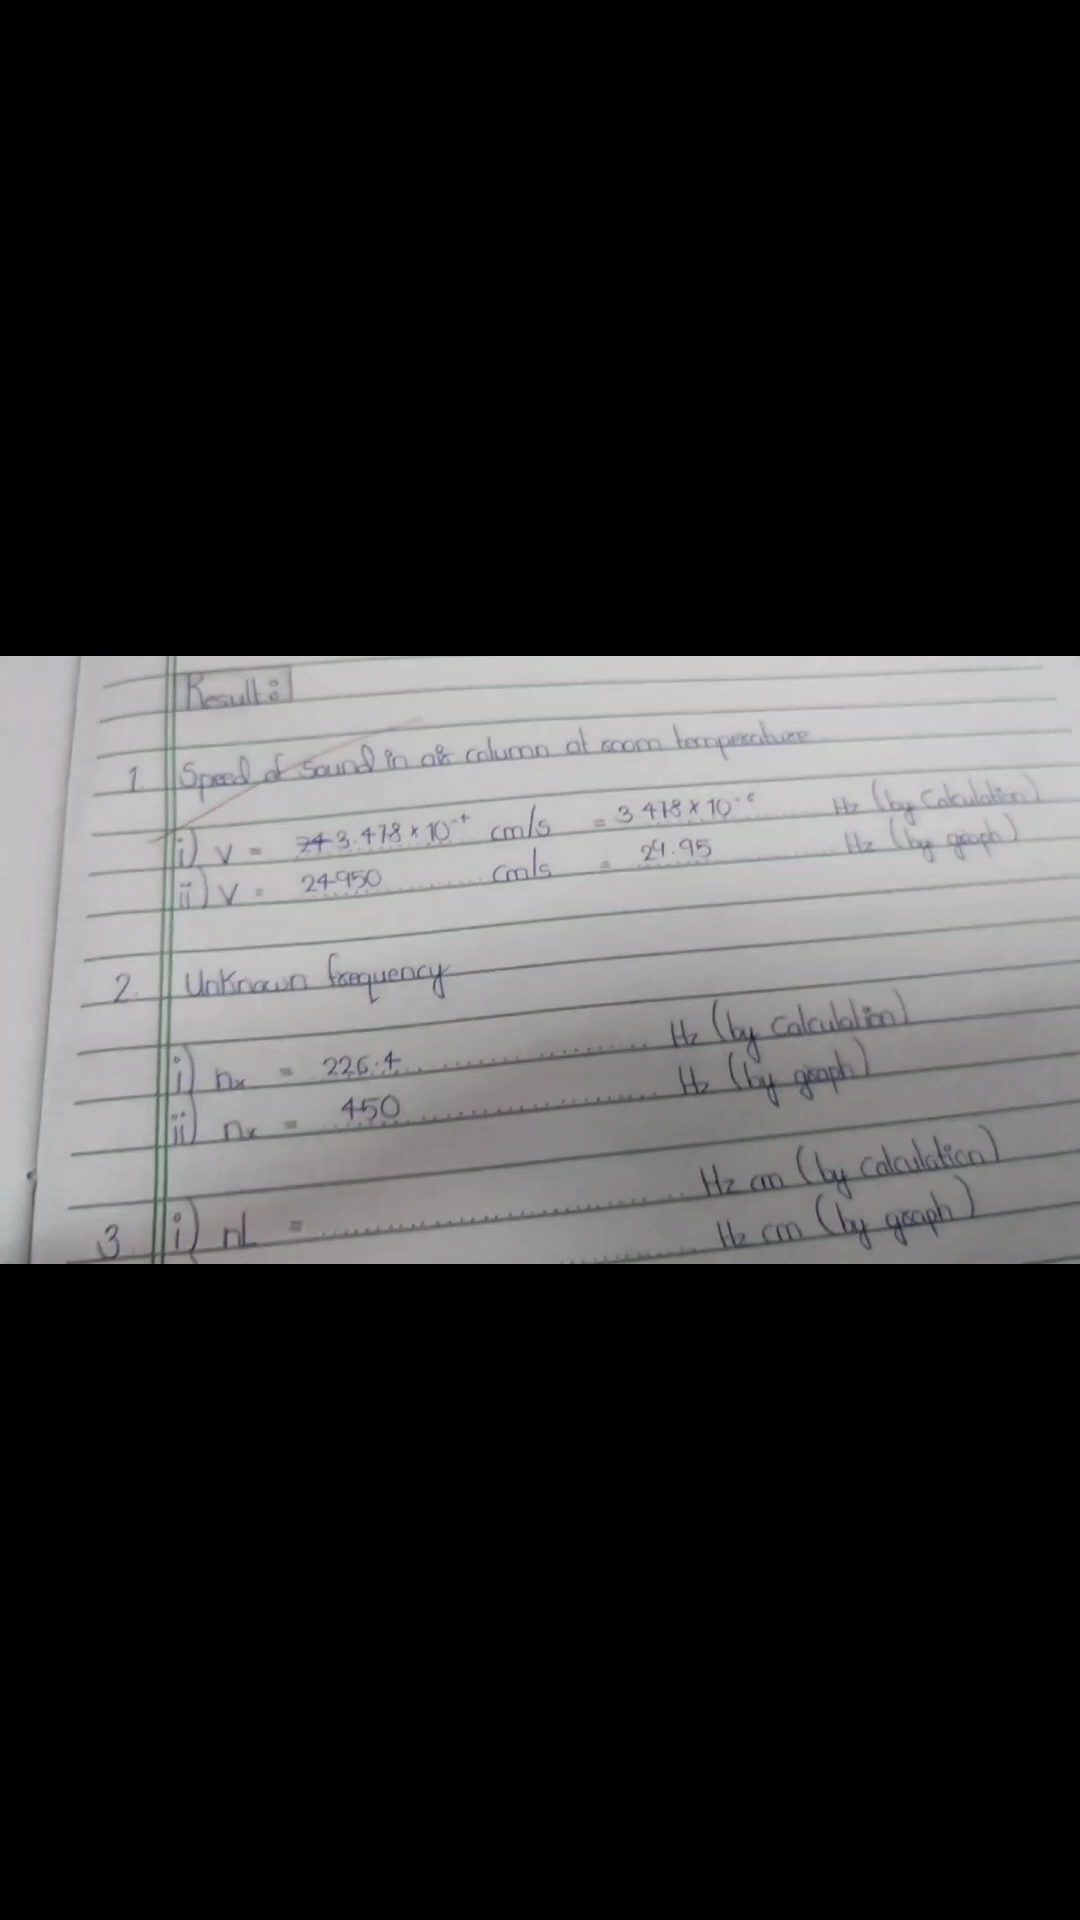 Result:
1. Speed of Sound in air column at room temperature
i) V = 3.478 × 10⁻⁴ cm/s = 3.478 × 10⁻⁶ Hz (by Calculation)
ii) V = 24950 cm/s = 24.95 Hz (by graph)
2. Unknown frequency
i) nx = 226.4 Hz (by Calculation)
ii) nx = 450 Hz (by graph)
3 i) nL = Hz cm (by Calculation)
Hz cm (by graph)